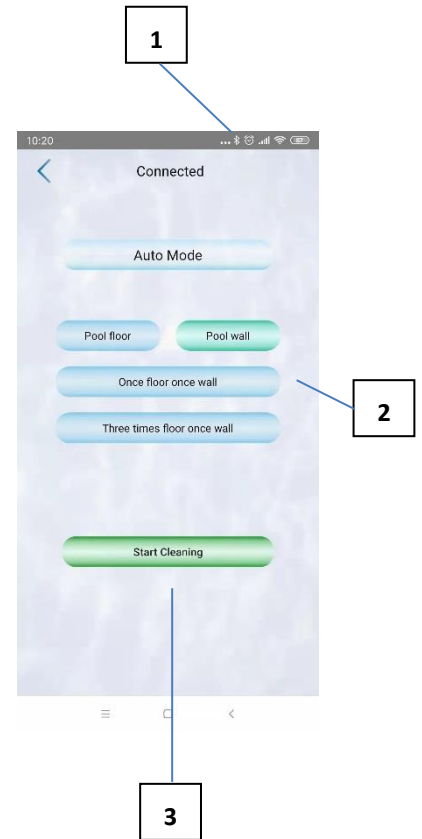 1
10:20
Connected
Auto Mode
Pool floor Pool wall
Once floor once wall
2
Three times floor once wall
Start Cleaning
3